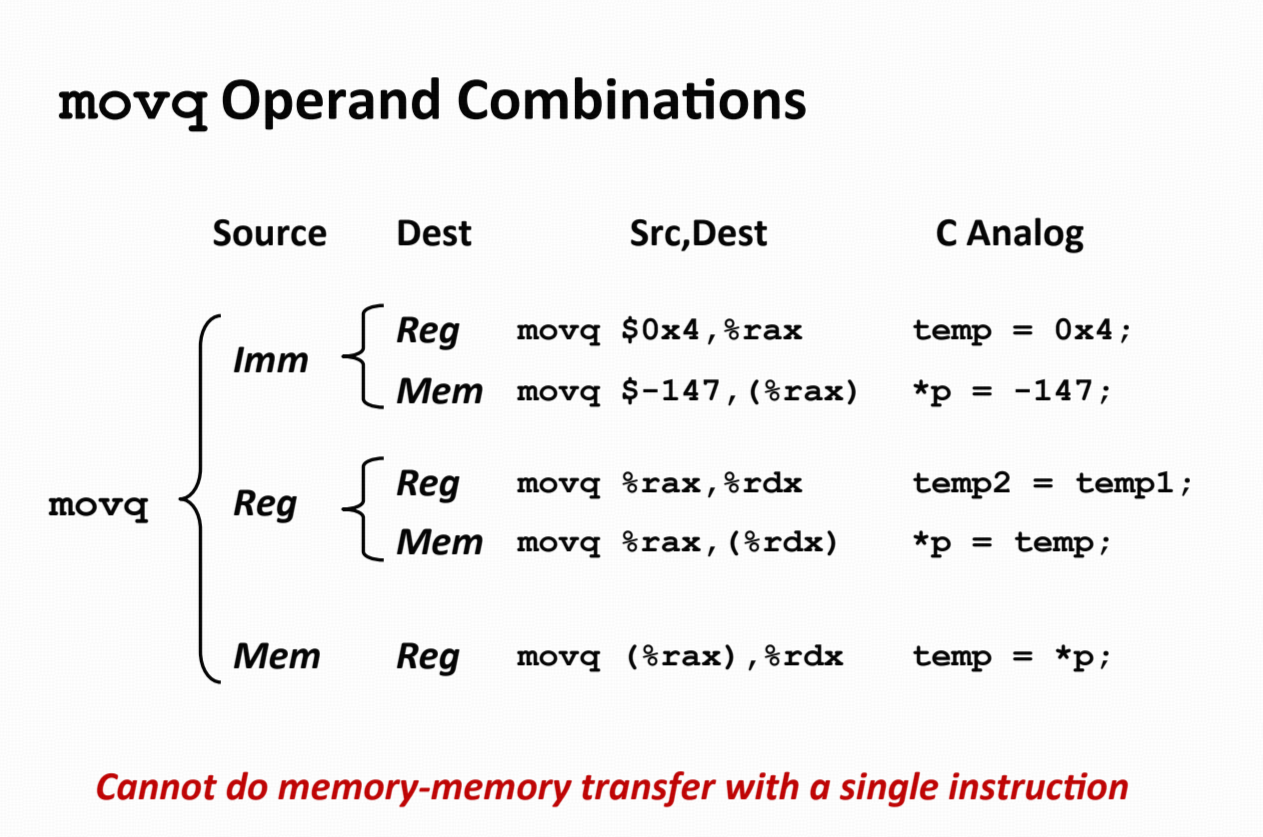 movq Operand Combinations
Source Dest Src,Dest C Analog
Imm
Reg movq $0x4,%rax temp = 0x4;
Mem movq $-147,(%rax) *p = -147;
movq
Reg
Reg movq %rax,%rdx temp2 = temp1;
Mem movq %rax,(%rdx) *p = temp;
Mem Reg movq (%rax),%rdx temp = *p;
Cannot do memory-memory transfer with a single instruction